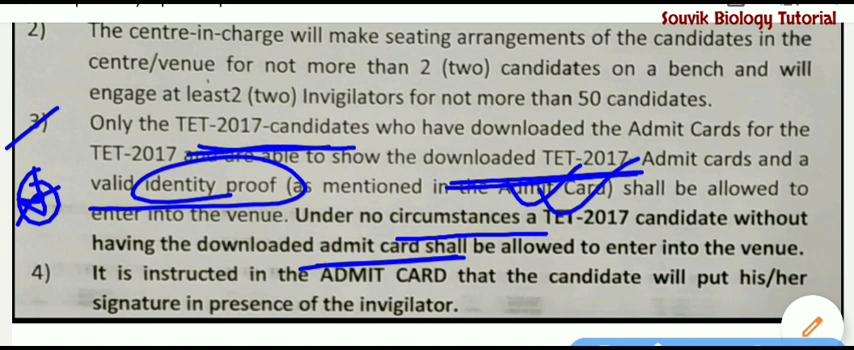 Souvik Biology Tutorial
2) The centre-in-charge will make seating arrangements of the candidates in the
centre/venue for not more than 2 (two) candidates on a bench and will
engage at least2 (two) Invigilators for not more than 50 candidates.
3) Only the TET-2017-candidates who have downloaded the Admit Cards for the
TET-2017 and are able to show the downloaded TET-2017 Admit cards and a
valid identity proof (as mentioned in the Admit Card) shall be allowed to
enter into the venue. Under no circumstances a TET-2017 candidate without
having the downloaded admit card shall be allowed to enter into the venue.
4) It is instructed in the ADMIT CARD that the candidate will put his/her
signature in presence of the invigilator.